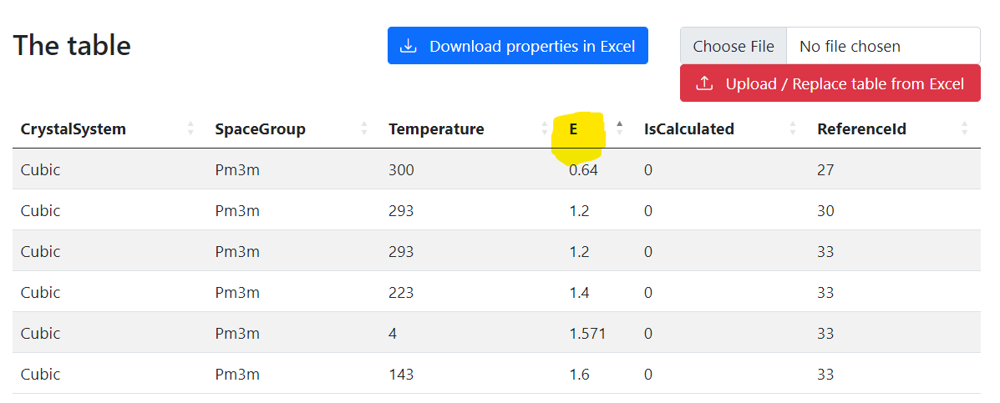 The table
Download properties in Excel
Choose File No file chosen
Upload / Replace table from Excel
CrystalSystem SpaceGroup Temperature E IsCalculated ReferenceId
Cubic Pm3m 300 0.64 0 27
Cubic Pm3m 293 1.2 0 30
Cubic Pm3m 293 1.2 0 33
Cubic Pm3m 223 1.4 0 33
Cubic Pm3m 4 1.571 0 33
Cubic Pm3m 143 1.6 0 33